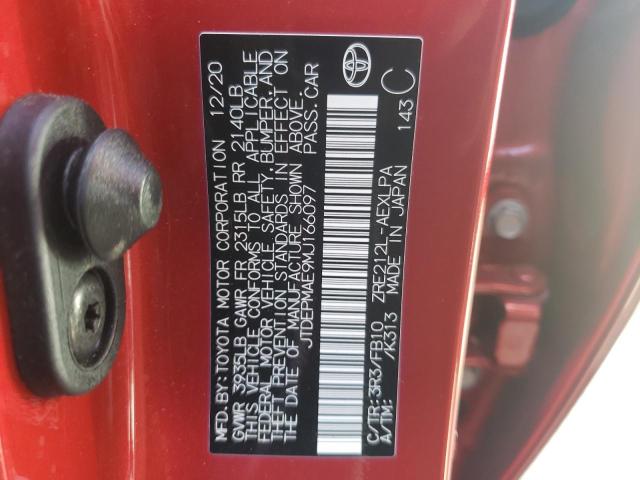 MFD.BY:TOYOTA MOTOR CORPORATION 12/20
GVWR 3935LB GAWR FR 2315LB RR 2140LB
THIS VEHICLE CONFORMS TO ALL APPLICABLE
FEDERAL MOTOR VEHICLE SAFETY,BUMPER,AND
THEFT PREVENTION STANDARDS IN EFFECT ON
THE DATE OF MANUFACTURE SHOWN ABOVE.
JTDEPMAE9MJ166097 PASS.CAR
C/TR:3R3/FB10 ZRE212L-AEXLPA
A/TM: /K313 MADE IN JAPAN 143 C